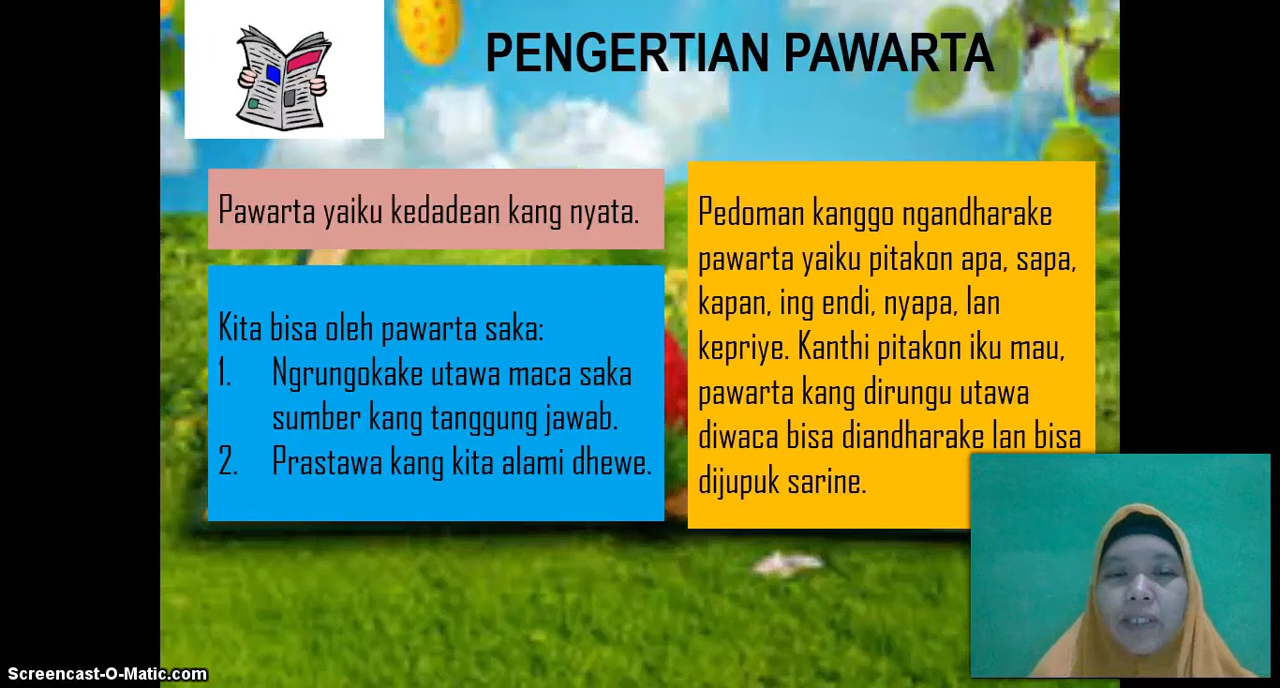 PENGERTIAN PAWARTA
Pawarta yaiku kedadean kang nyata.
Kita bisa oleh pawarta saka:
1. Ngrungokake utawa maca saka
sumber kang tanggung jawab.
2. Prastawa kang kita alami dhewe.
Pedoman kanggo ngandharake
pawarta yaiku pitakon apa, sapa,
kapan, ing endi, nyapa, lan
kepriye. Kanthi pitakon iku mau,
pawarta kang dirungu utawa
diwaca bisa diandharake lan bisa
dijupuk sarine.
Screencast-O-Matic.com